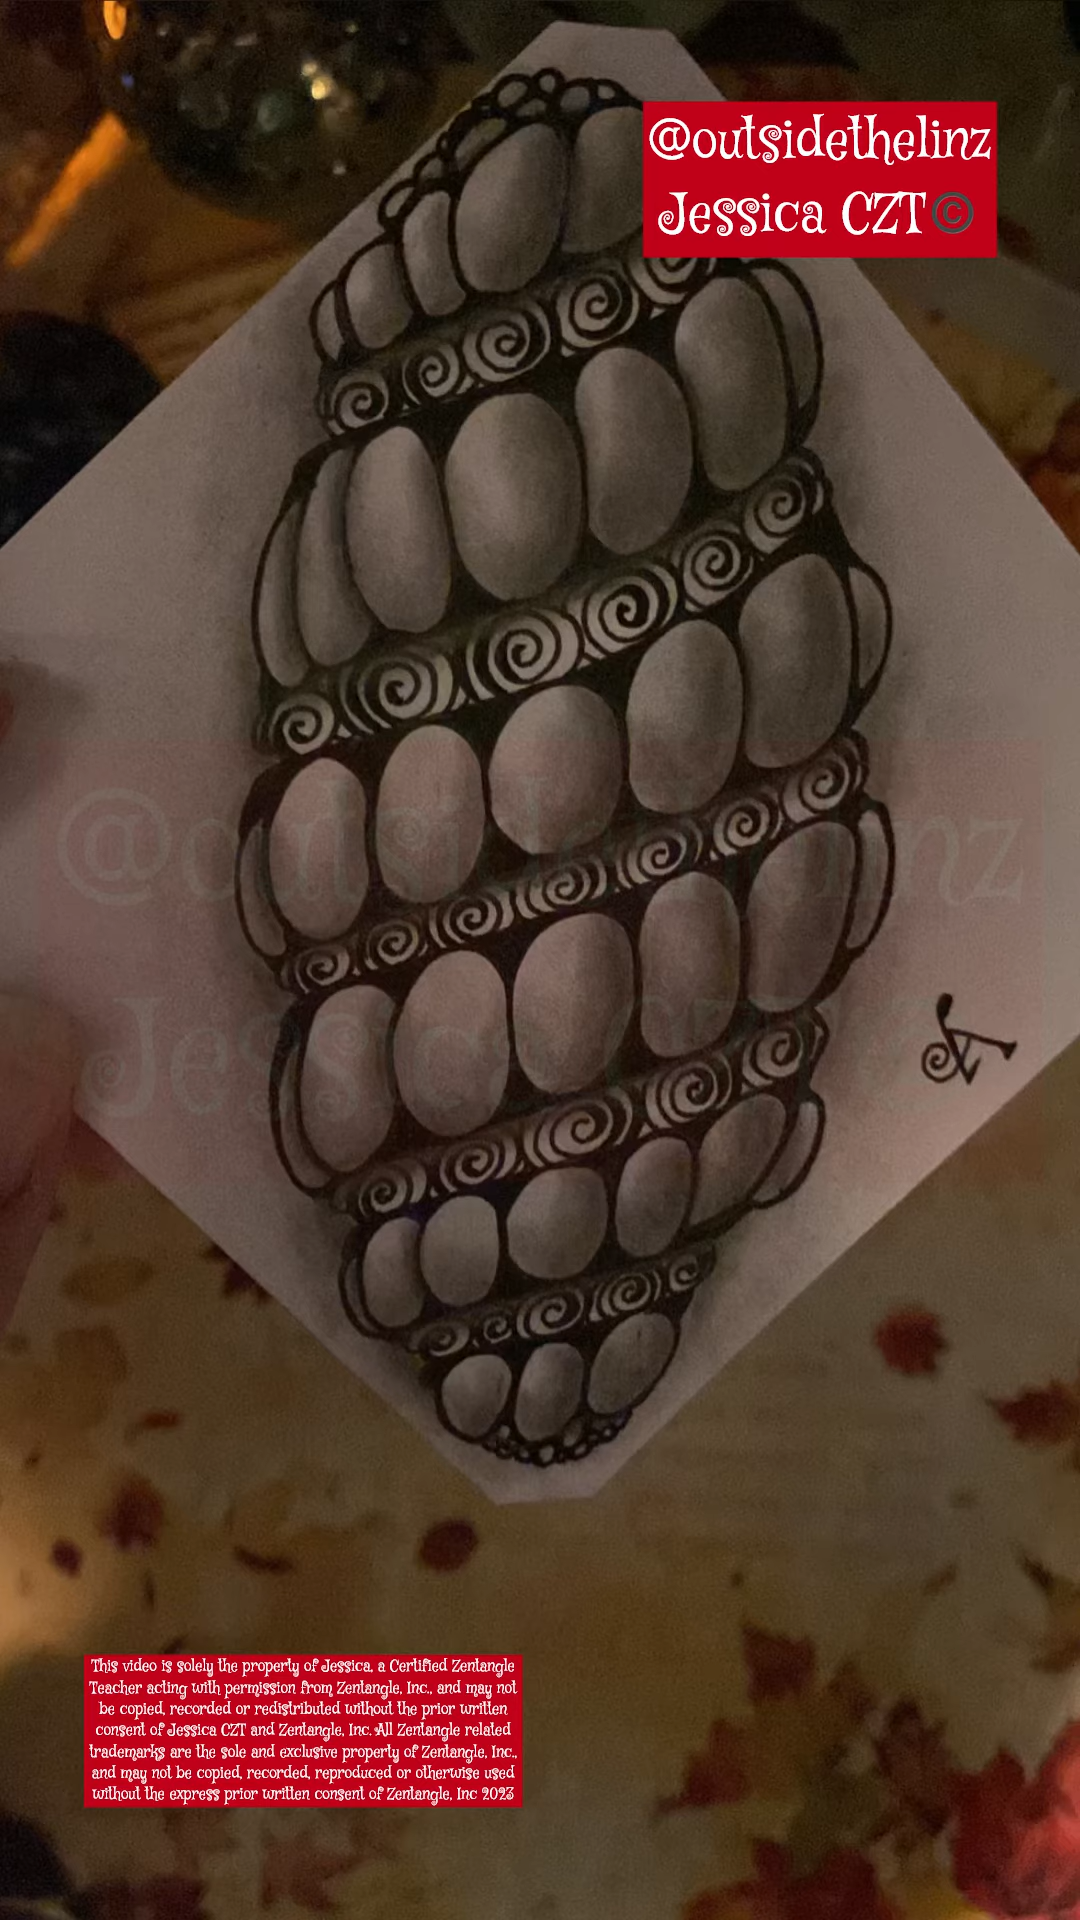 @outsidethelinz
Jessica CZT©
@outsidethelinz
Jessica CZT
This video is solely the property of Jessica, a Certified Zentangle
Teacher acting with permission from Zentangle, Inc., and may not
be copied, recorded or redistributed without the prior written
consent of Jessica CZT and Zentangle, Inc. All Zentangle related
trademarks are the sole and exclusive property of Zentangle, Inc.,
and may not be copied, recorded, reproduced or otherwise used
without the express prior written consent of Zentangle, Inc 2023